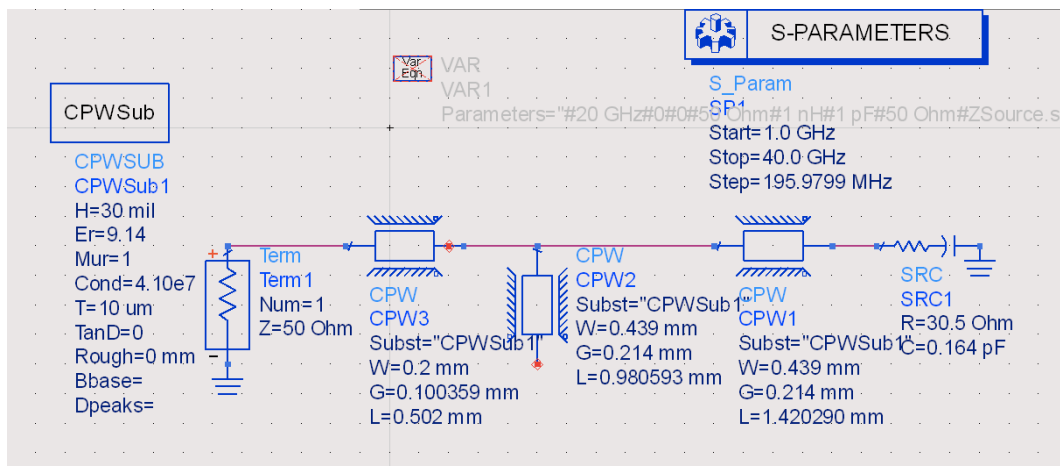 S-PARAMETERS
Var
Eqn
VAR
VAR1
Parameters="#20 GHz#0#0#50 Ohm#1 nH#1 pF#50 Ohm#ZSource.s
S_Param
SP1
Start=1.0 GHz
Stop=40.0 GHz
Step=195.9799 MHz
CPWSub
CPWSUB
CPWSub1
H=30 mil
Er=9.14
Mur=1
Cond=4.10e7
T=10 um
TanD=0
Rough=0 mm
Bbase=
Dpeaks=
+
Term
Term1
Num=1
Z=50 Ohm
-
CPW
CPW3
Subst="CPWSub1"
W=0.2 mm
G=0.100359 mm
L=0.502 mm
CPW
CPW2
Subst="CPWSub1"
W=0.439 mm
G=0.214 mm
L=0.980593 mm
CPW
CPW1
Subst="CPWSub1"
W=0.439 mm
G=0.214 mm
L=1.420290 mm
SRC
SRC1
R=30.5 Ohm
C=0.164 pF